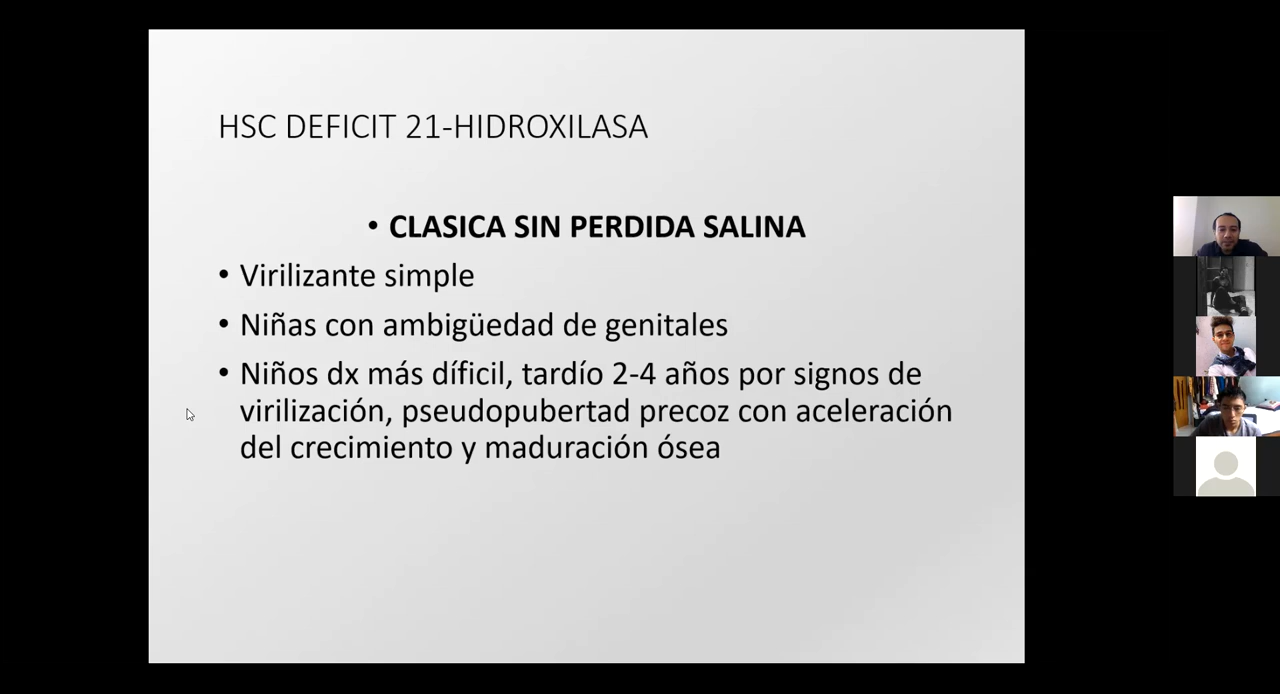 HSC DEFICIT 21-HIDROXILASA
• CLASICA SIN PERDIDA SALINA
• Virilizante simple
• Niñas con ambigüedad de genitales
• Niños dx más díficil, tardío 2-4 años por signos de
virilización, pseudopubertad precoz con aceleración
del crecimiento y maduración ósea